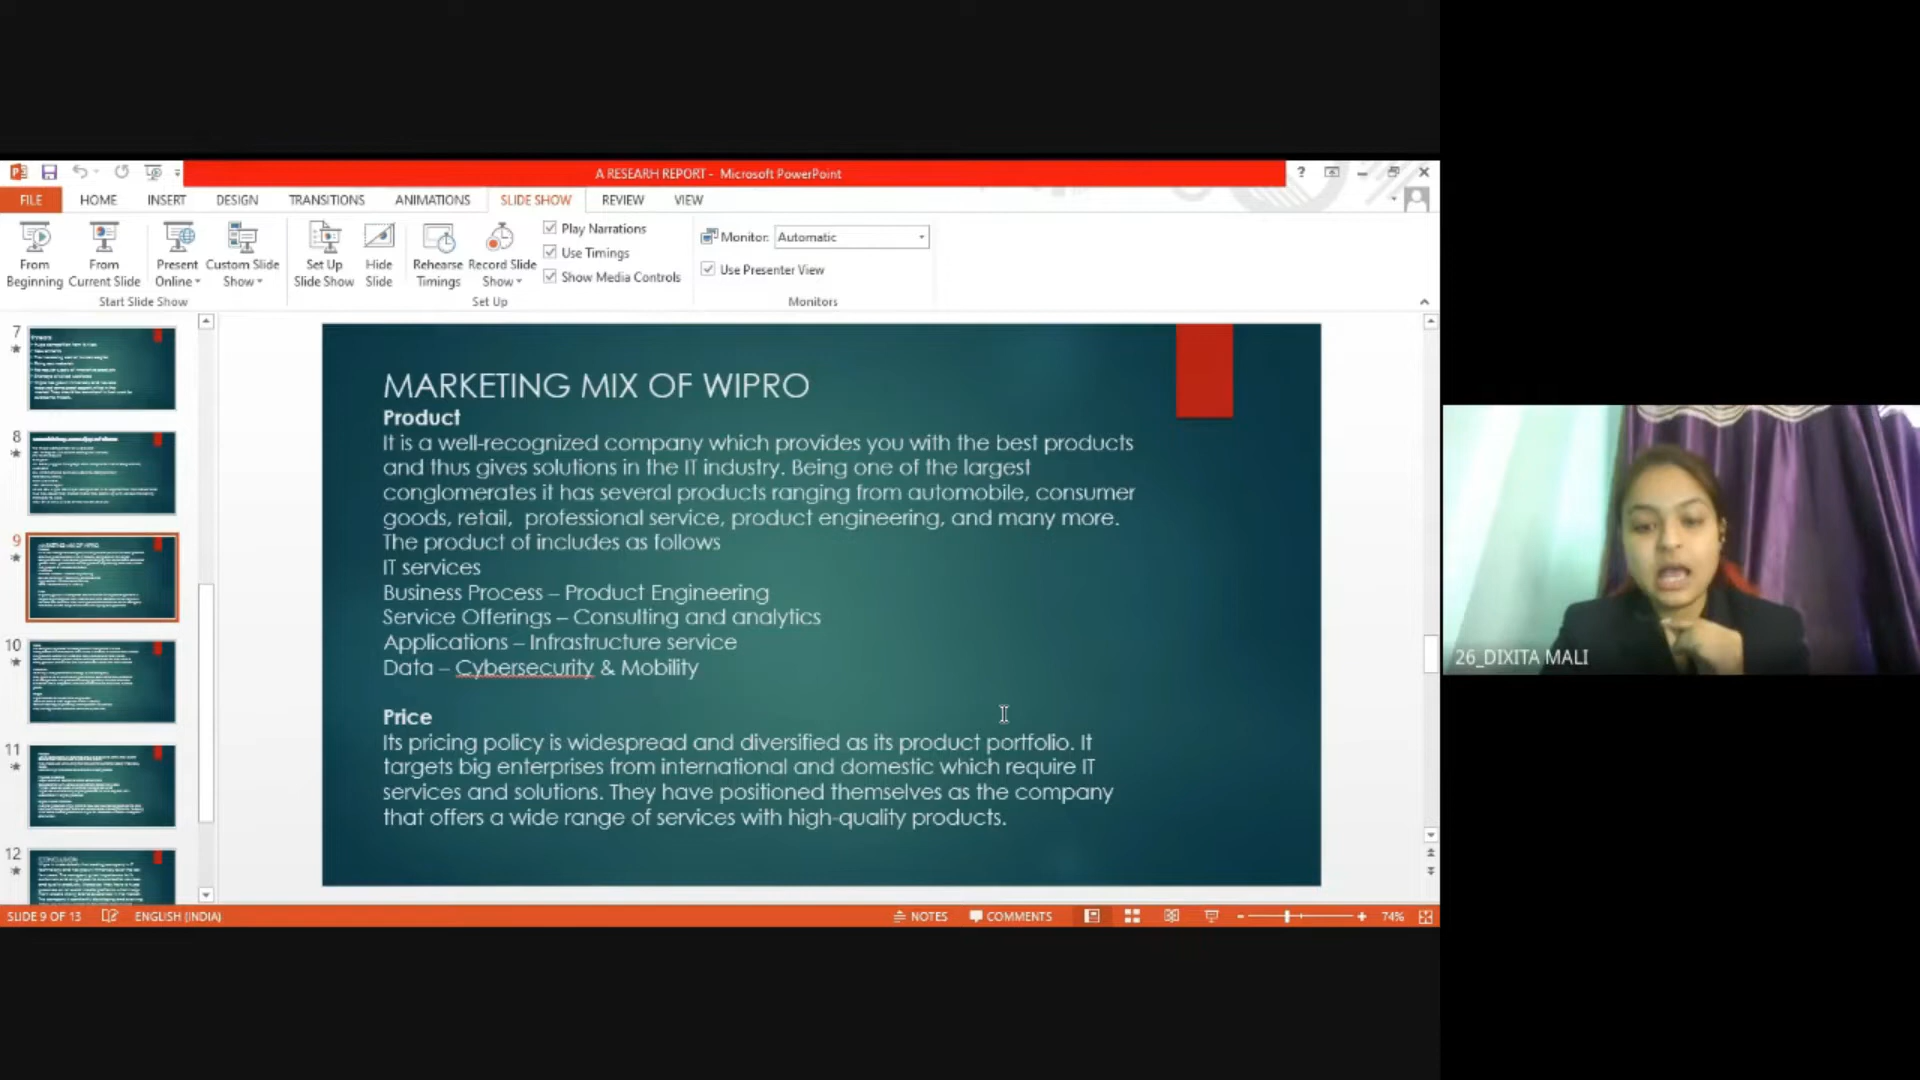 A RESEARH REPORT - Microsoft PowerPoint
?
FILE HOME INSERT DESIGN TRANSITIONS ANIMATIONS SLIDE SHOW REVIEW VIEW
From Beginning
From Current Slide
Present Online
Custom Slide Show
Set Up Slide Show
Hide Slide
Rehearse Timings
Record Slide Show
Play Narrations
Use Timings
Show Media Controls
Monitor: Automatic
Use Presenter View
Start Slide Show
Set Up
Monitors
7
8
9
10
11
12
CONCLUSION
MARKETING MIX OF WIPRO
Product
It is a well-recognized company which provides you with the best products
and thus gives solutions in the IT industry. Being one of the largest
conglomerates it has several products ranging from automobile, consumer
goods, retail, professional service, product engineering, and many more.
The product of includes as follows
IT services
Business Process – Product Engineering
Service Offerings – Consulting and analytics
Applications – Infrastructure service
Data – Cybersecurity & Mobility
Price
Its pricing policy is widespread and diversified as its product portfolio. It
targets big enterprises from international and domestic which require IT
services and solutions. They have positioned themselves as the company
that offers a wide range of services with high-quality products.
SLIDE 9 OF 13 ENGLISH (INDIA) NOTES COMMENTS 74%
26_DIXITA MALI